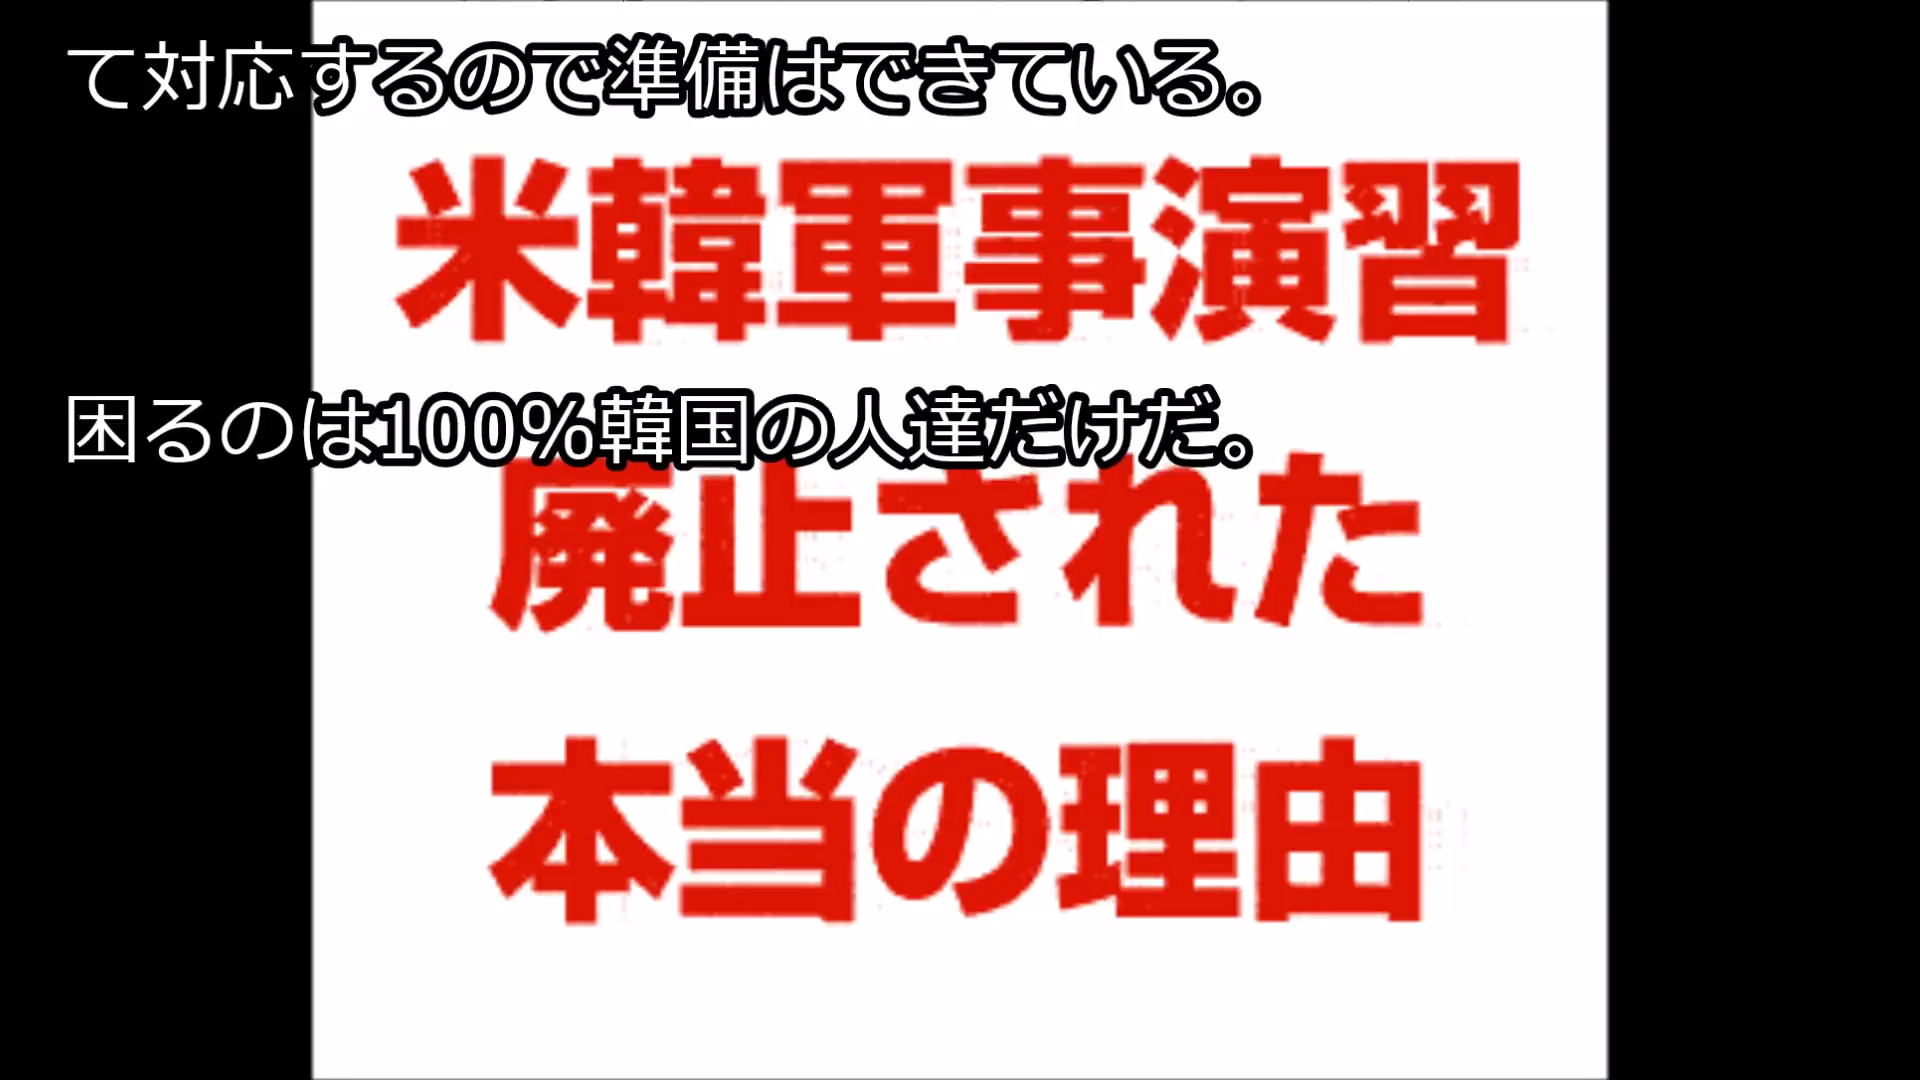 て対応するので準備はできている。
米韓軍事演習
困るのは100%韓国の人達だけだ。
廃止された
本当の理由